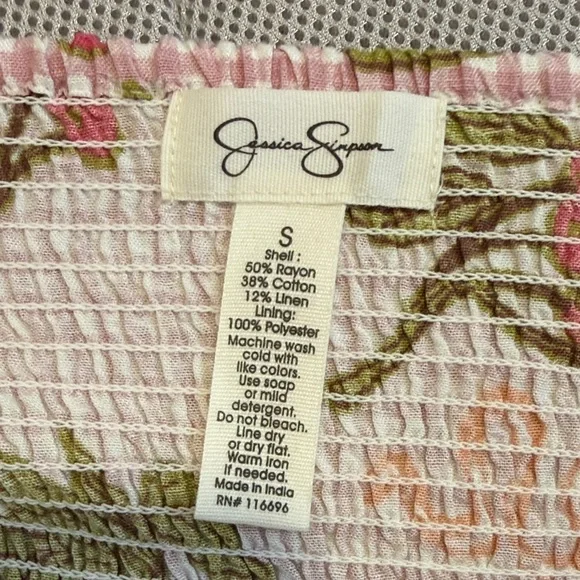 Jessica Simpson
S
Shell :
50% Rayon
38% Cotton
12% Linen
Lining:
100% Polyester
Machine wash
cold with
like colors.
Use soap
or mild
detergent.
Do not bleach.
Line dry
or dry flat.
Warm Iron
If needed.
Made In India
RN# 116696